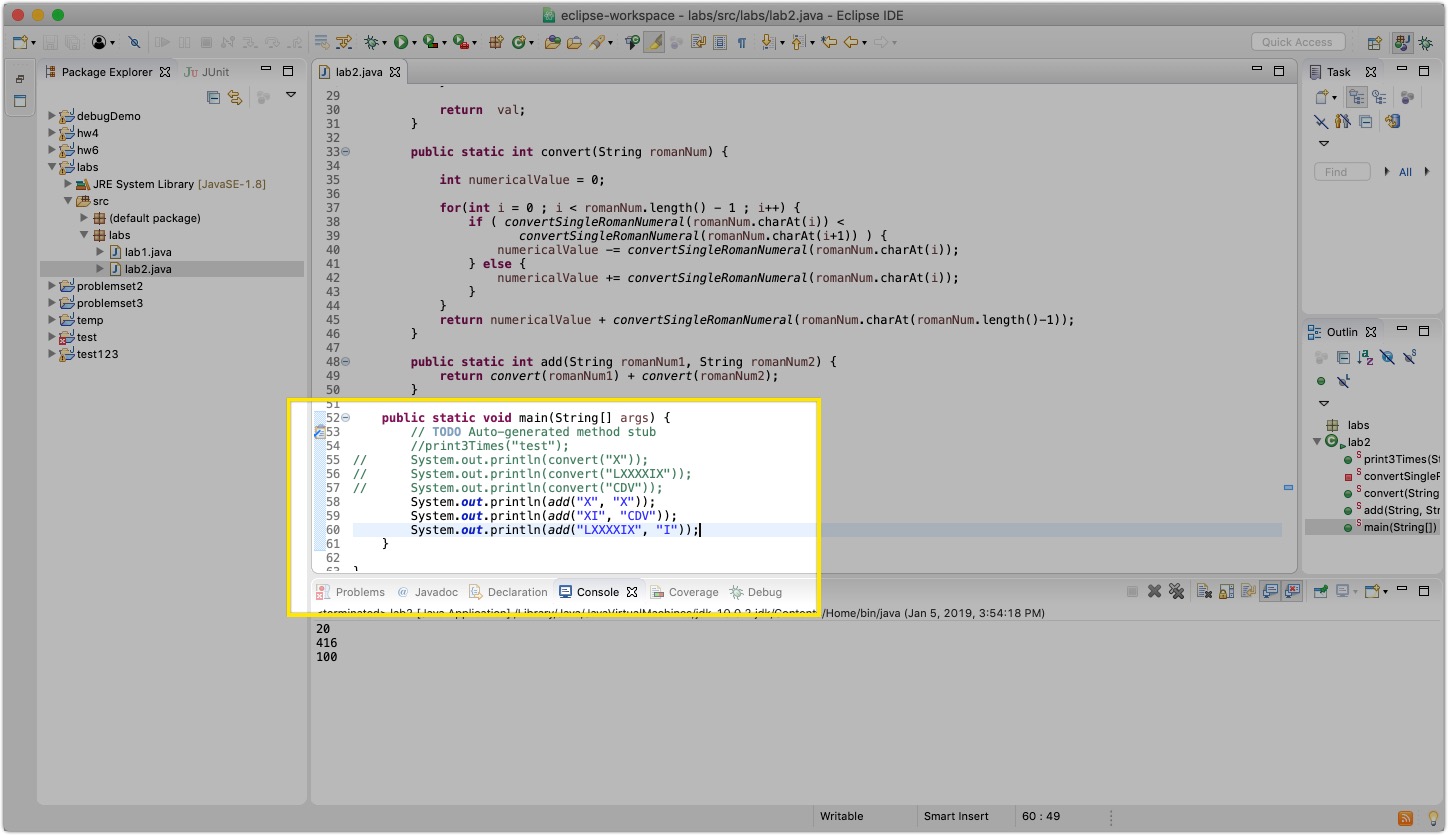 eclipse-workspace - labs/src/labs/lab2.java - Eclipse IDE
Quick Access
Package Explorer
JUnit
debugDemo
hw4
hw6
labs
JRE System Library [JavaSE-1.8]
src
(default package)
labs
lab1.java
lab2.java
problemset2
problemset3
temp
test
test123
lab2.java
29
30 return  val;
31 }
32
33 public static int convert(String romanNum) {
34
35 int numericalValue = 0;
36
37 for(int i = 0 ; i < romanNum.length() - 1 ; i++) {
38 if ( convertSingleRomanNumeral(romanNum.charAt(i)) <
39 convertSingleRomanNumeral(romanNum.charAt(i+1)) ) {
40 numericalValue -= convertSingleRomanNumeral(romanNum.charAt(i));
41 } else {
42 numericalValue += convertSingleRomanNumeral(romanNum.charAt(i));
43 }
44 }
45 return numericalValue + convertSingleRomanNumeral(romanNum.charAt(romanNum.length()-1));
46 }
47
48 public static int add(String romanNum1, String romanNum2) {
49 return convert(romanNum1) + convert(romanNum2);
50 }
51
52 public static void main(String[] args) {
53 // TODO Auto-generated method stub
54 //print3Times("test");
55 // System.out.println(convert("X"));
56 // System.out.println(convert("LXXXXIX"));
57 // System.out.println(convert("CDV"));
58 System.out.println(add("X", "X"));
59 System.out.println(add("XI", "CDV"));
60 System.out.println(add("LXXXXIX", "I"));
61 }
62
63 }
Task
Find
All
Outlin
labs
lab2
print3Times(St
convertSingleR
convert(String
add(String, Str
main(String[])
Problems
Javadoc
Declaration
Console
Coverage
Debug
<terminated> lab2 [Java Application] /Library/Java/JavaVirtualMachines/jdk-10.0.2.jdk/Content /Home/bin/java (Jan 5, 2019, 3:54:18 PM)
20
416
100
Writable
Smart Insert
60 : 49